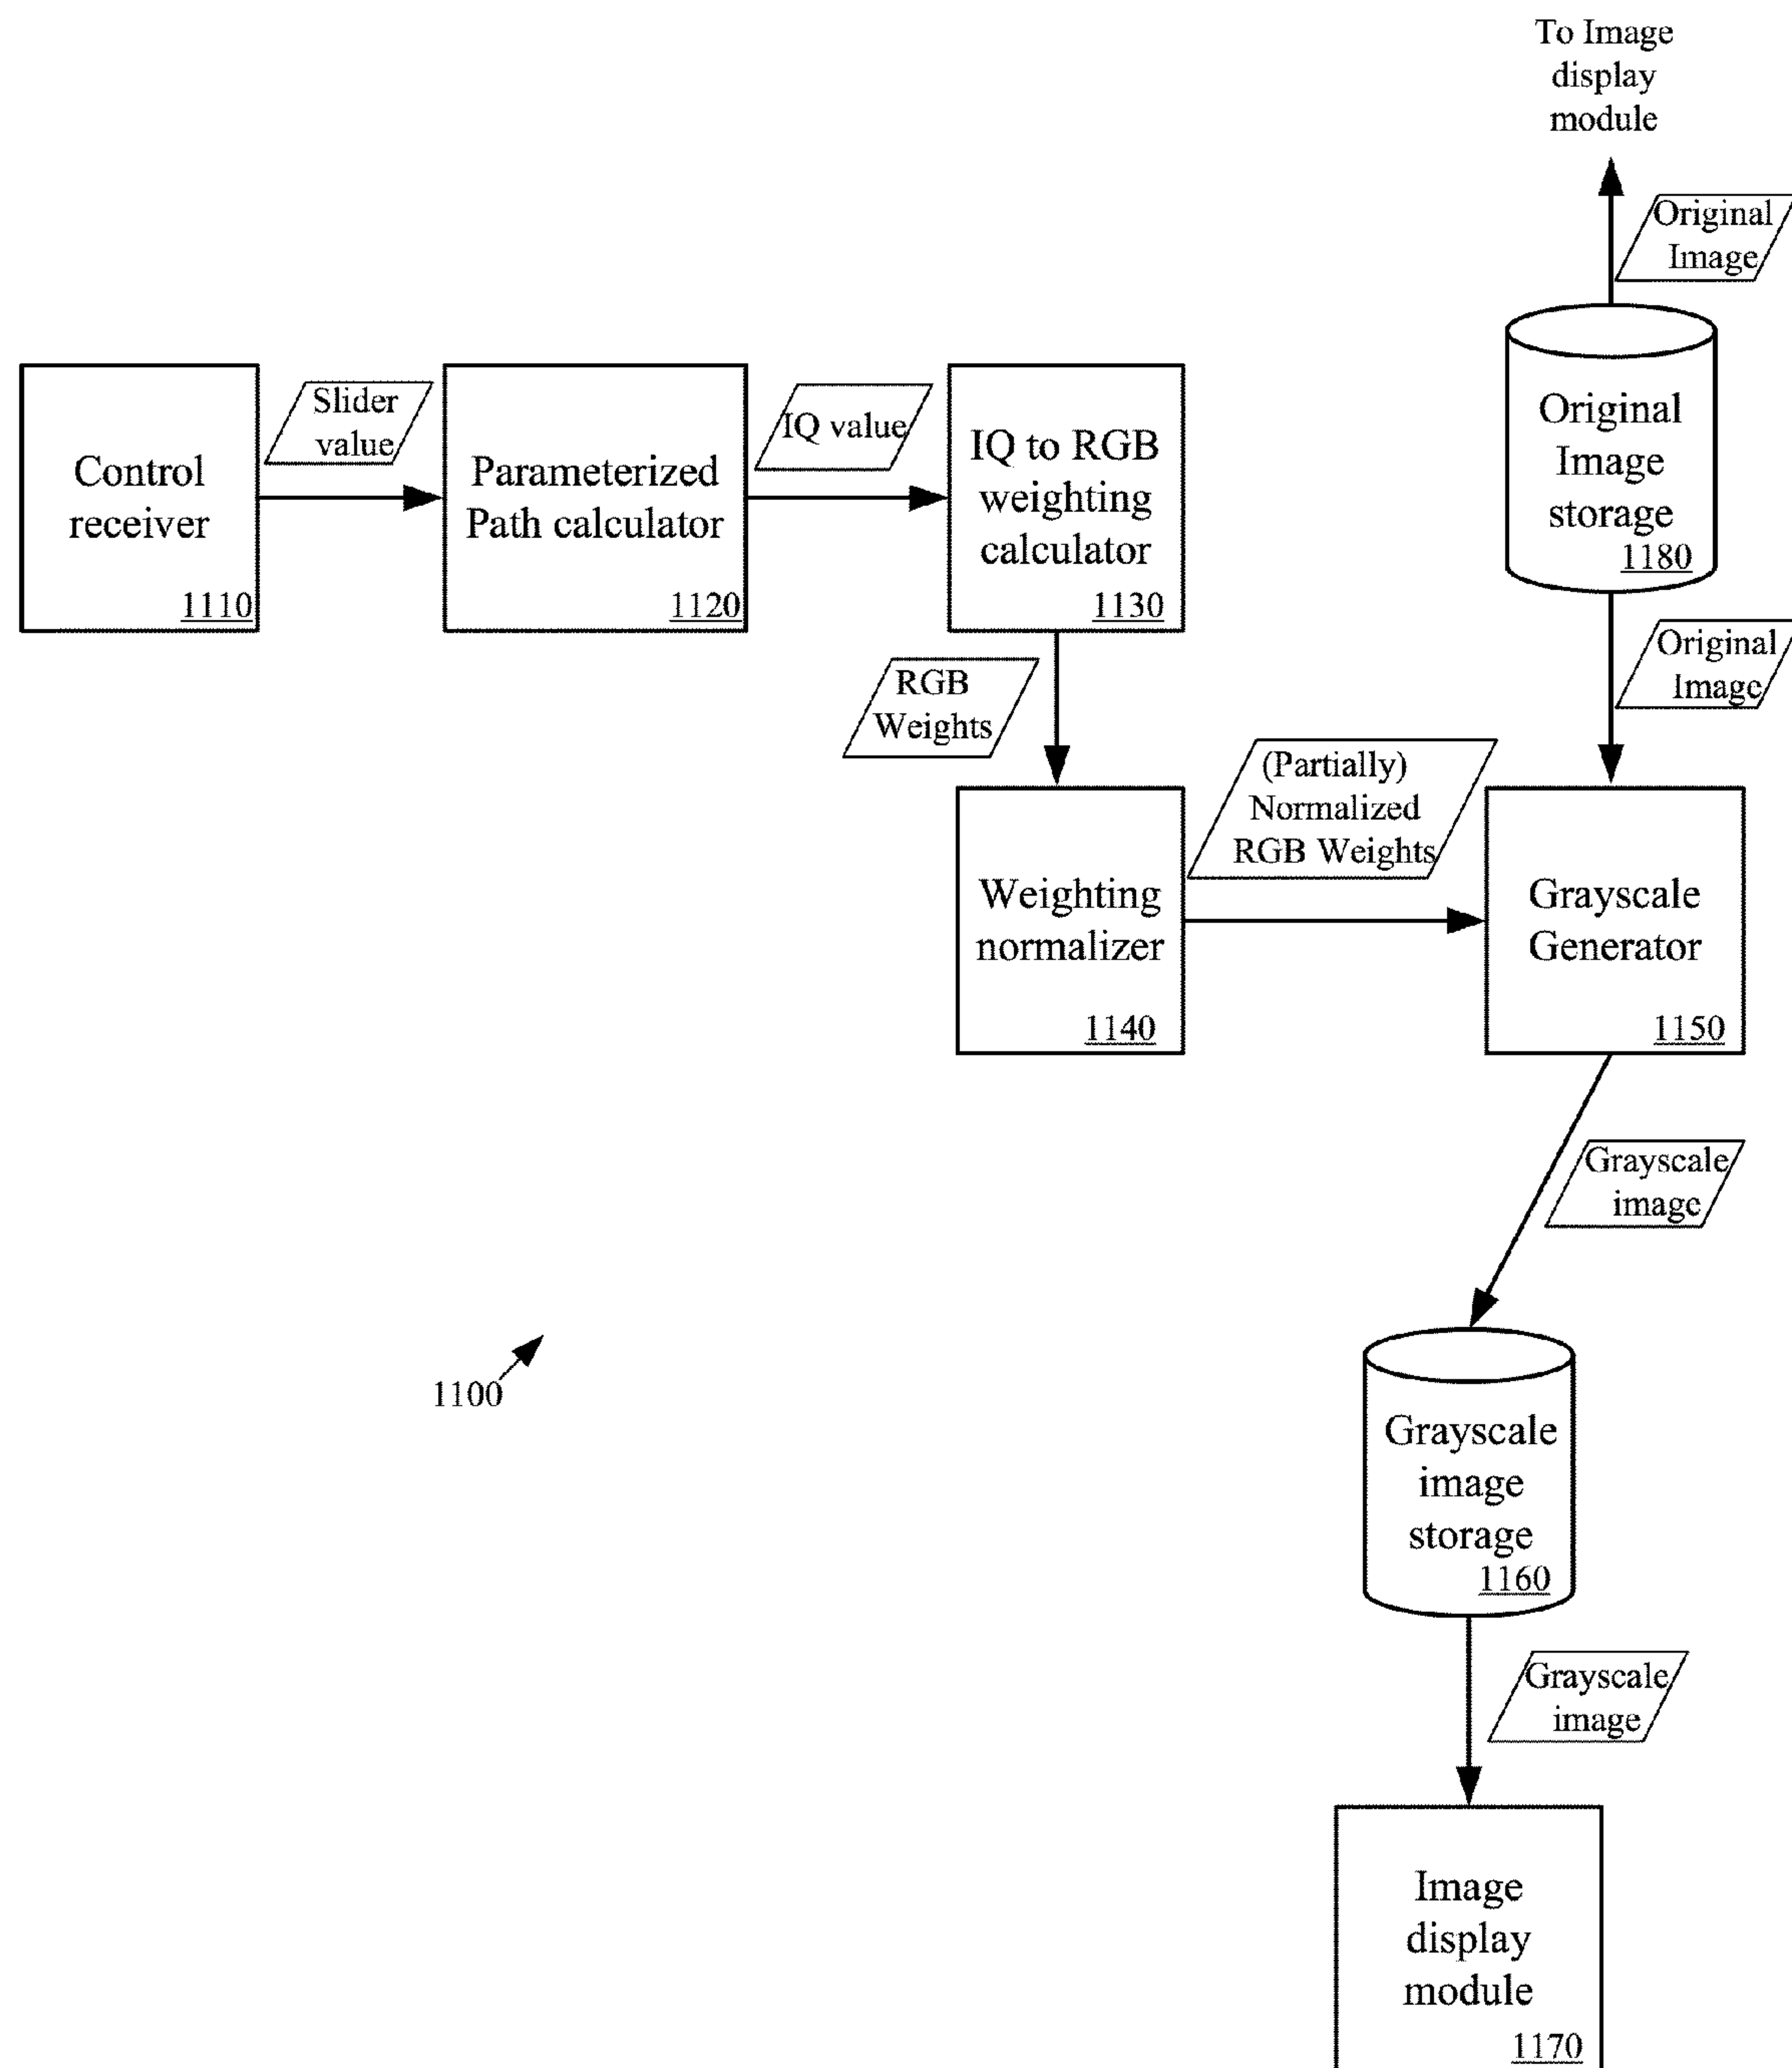 To Image
display
module
Original
Image
Slider
value
IQ value
Control
receiver
1110
Parameterized
Path calculator
1120
IQ to RGB
weighting
calculator
1130
Original
Image
storage
1180
RGB
Weights
Original
Image
(Partially)
Normalized
RGB Weights
Weighting
normalizer
1140
Grayscale
Generator
1150
Grayscale
image
1100
Grayscale
image
storage
1160
Grayscale
image
Image
display
module
1170